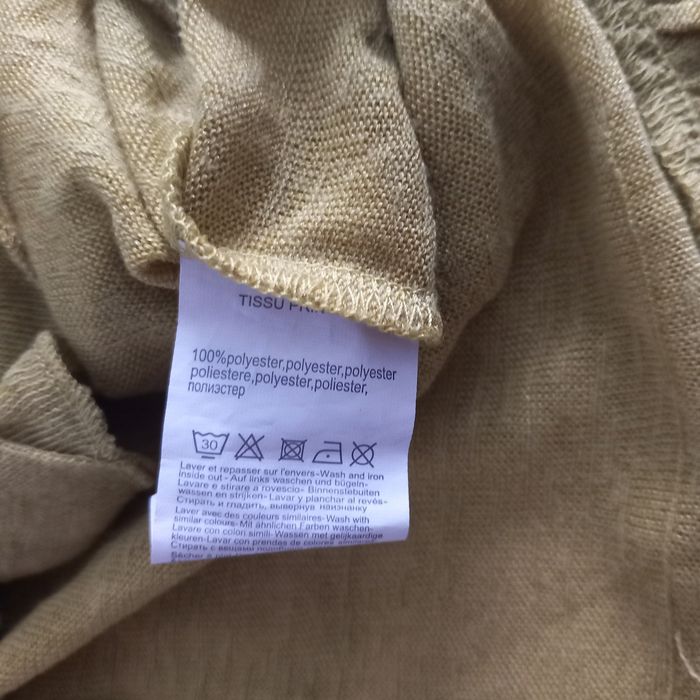 TISSU
100%polyester,polyester,polyester
poliestere,polyester,poliester,
полиэстер
30
Laver et repasser sur l'envers-Wash and iron
inside out- Auf links waschen und bügeln-
Lavare e stirare a rovescio- Binnenstebuiten
wassen en strijken- Lavar y planchar al revés-
Стирать и гладить, вывернув наизнанку
Laver avec des couleurs similaires-Wash with
similar colours-Mit ähnlichen Farben waschen-
Lavare con colori simili-Wassen met gelijkaardige
kleuren-Lavar con prendas de colores
Стирать с вещами